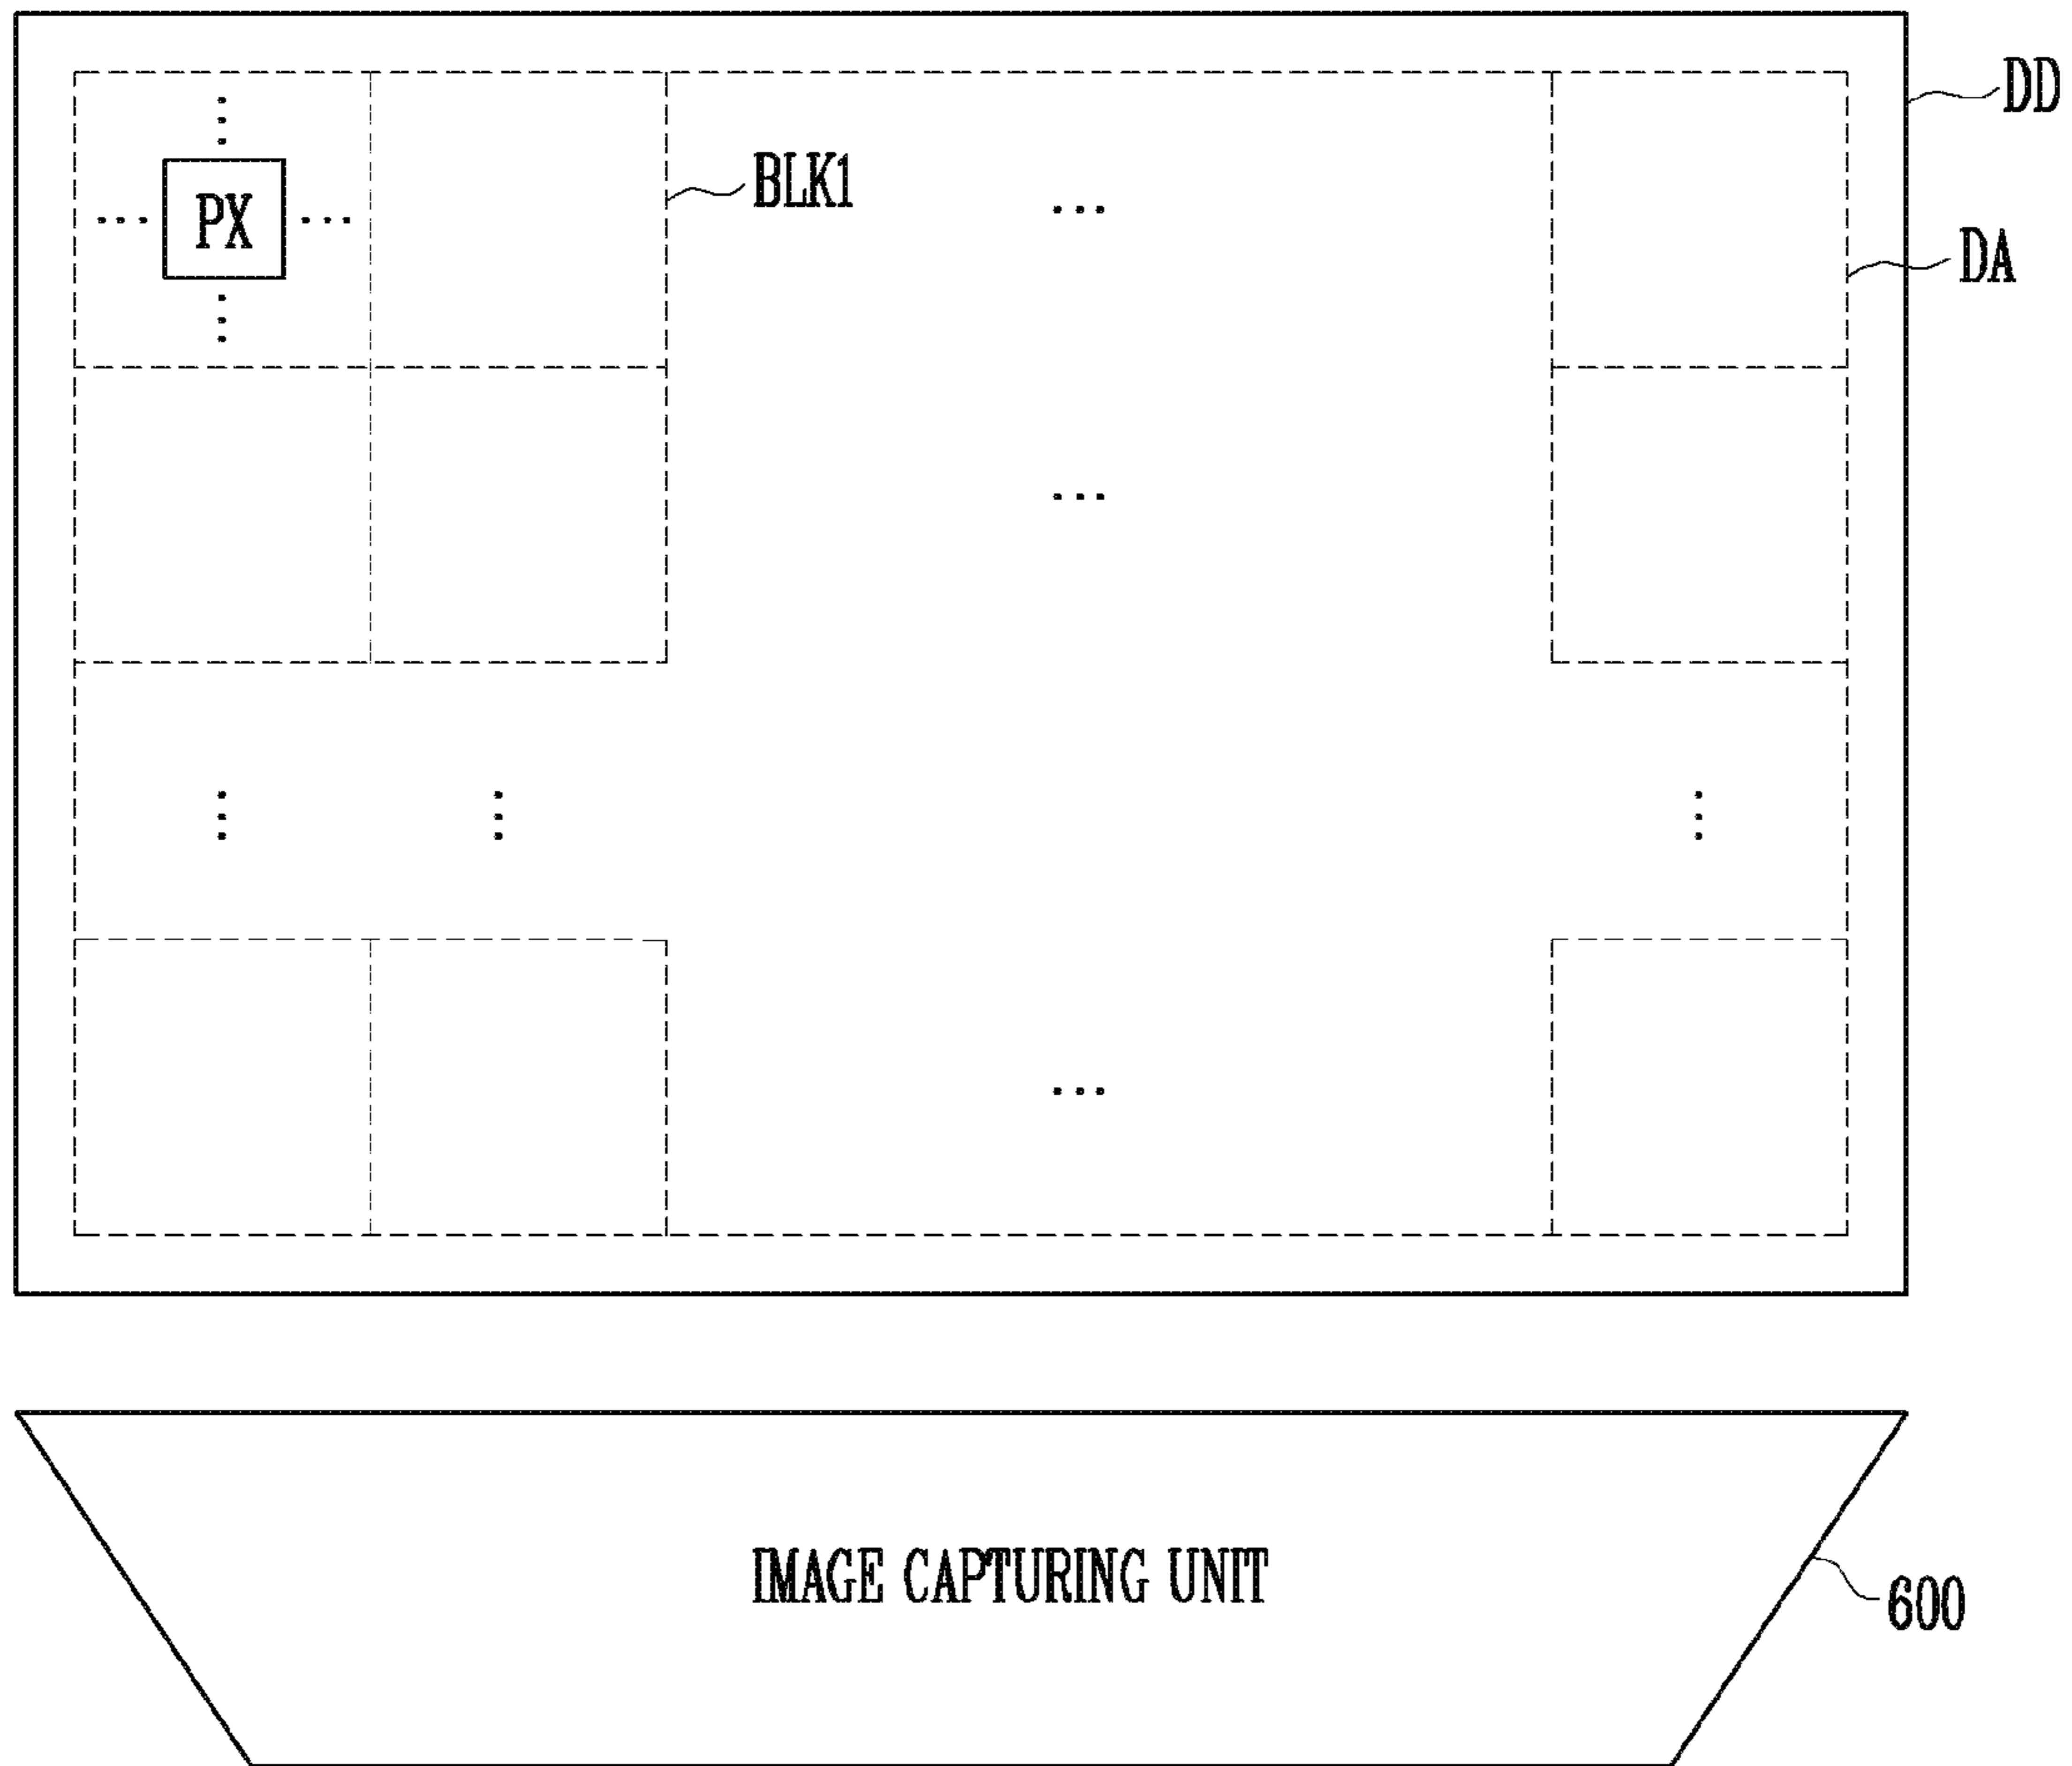 DD
BLK1
PX
DA
IMAGE CAPTURING UNIT
600